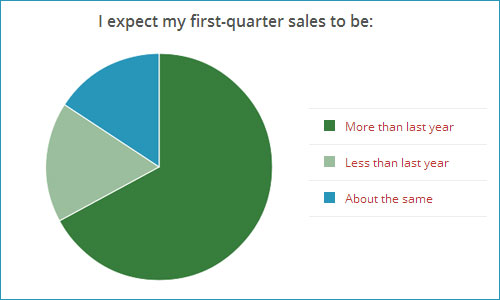 I expect my first-quarter sales to be:
More than last year
Less than last year
About the same